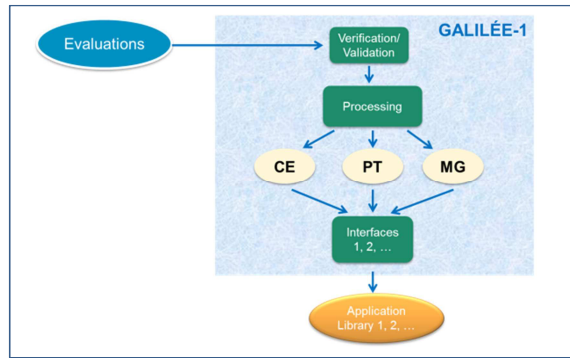 GALILÉE-1
Evaluations
Verification/
Validation
Processing
CE
PT
MG
Interfaces
1, 2, ...
Application
Library 1, 2, ...